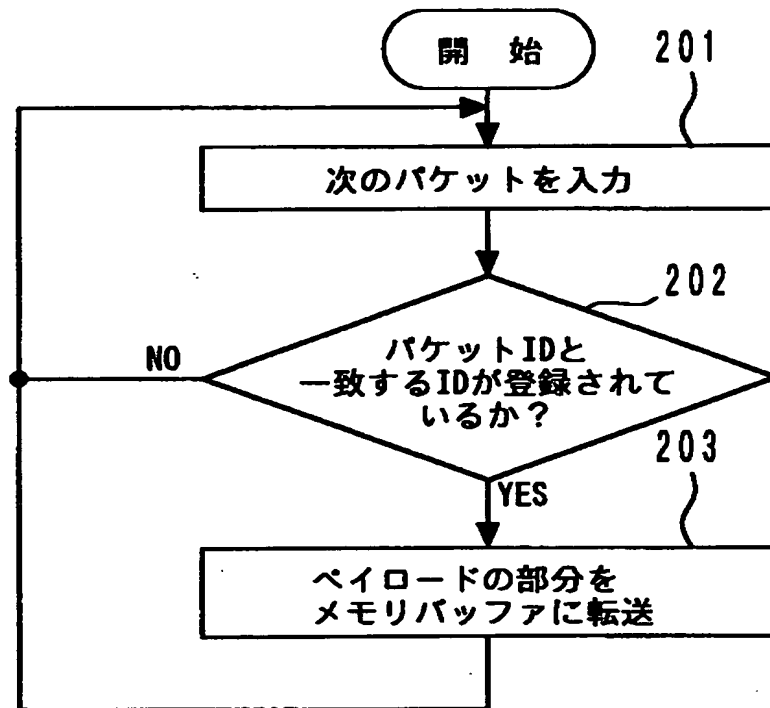 開 始
201
次のパケットを入力
202
パケットIDと
一致するIDが登録されて
いるか？
NO
YES
203
ペイロードの部分を
メモリバッファに転送